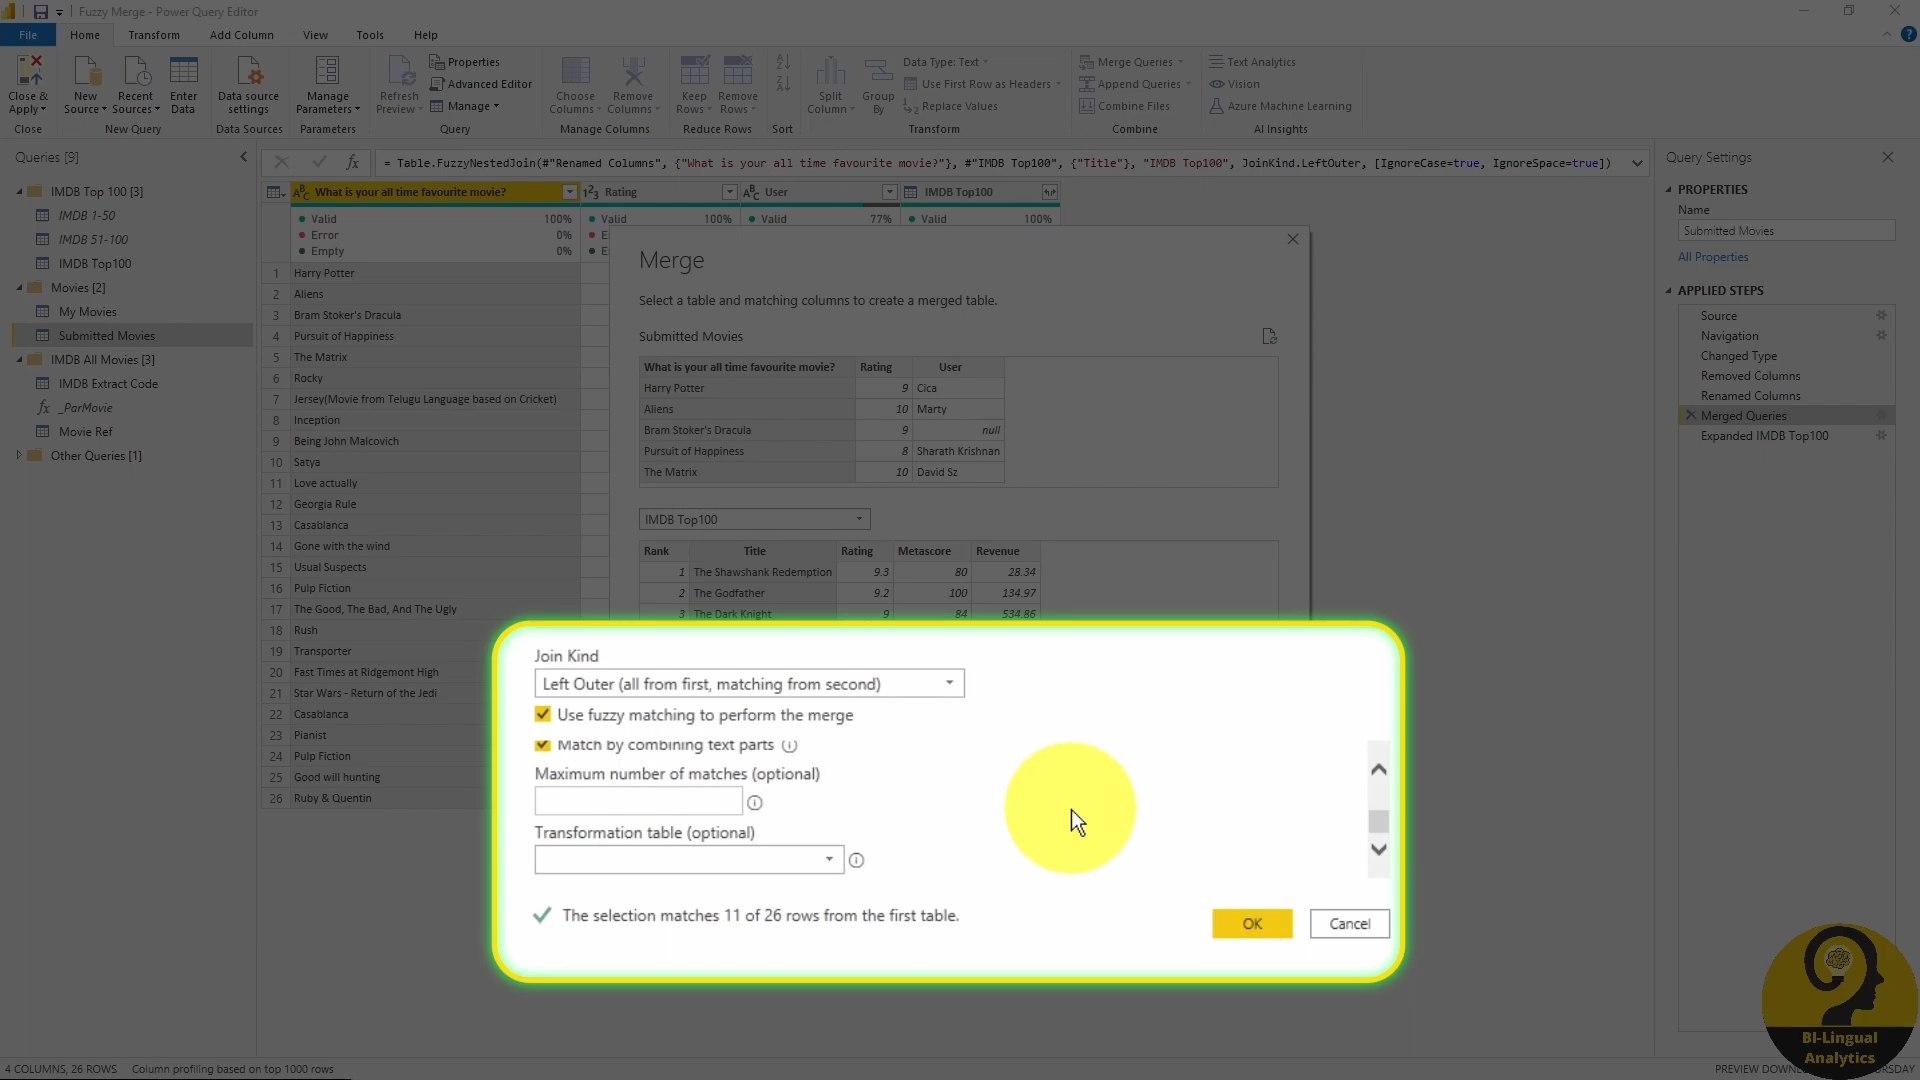 Fuzzy Merge - Power Query Editor
File Home Transform Add Column View Tools Help
Close & Apply
New Source
Recent Sources
Enter Data
Data source settings
Manage Parameters
Refresh Preview
Properties
Advanced Editor
Manage
Choose Columns
Remove Columns
Keep Rows
Remove Rows
Split Column
Group By
Data Type: Text
Use First Row as Headers
Replace Values
Merge Queries
Append Queries
Combine Files
Text Analytics
Vision
Azure Machine Learning
Close New Query Data Sources Parameters Query Manage Columns Reduce Rows Sort Transform Combine AI Insights
Queries [9]
IMDB Top 100 [3]
IMDB 1-50
IMDB 51-100
IMDB Top100
Movies [2]
My Movies
Submitted Movies
IMDB All Movies [3]
IMDB Extract Code
fx _ParMovie
Movie Ref
Other Queries [1]
fx = Table.FuzzyNestedJoin(#"Renamed Columns", {"What is your all time favourite movie?"}, #"IMDB Top100", {"Title"}, "IMDB Top100", JoinKind.LeftOuter, [IgnoreCase=true, IgnoreSpace=true])
ABC What is your all time favourite movie? 123 Rating ABC User IMDB Top100
Valid 100% Valid 100% Valid 77% Valid 100%
Error 0% E
Empty 0% E
1 Harry Potter
2 Aliens
3 Bram Stoker's Dracula
4 Pursuit of Happiness
5 The Matrix
6 Rocky
7 Jersey(Movie from Telugu Language based on Cricket)
8 Inception
9 Being John Malcovich
10 Satya
11 Love actually
12 Georgia Rule
13 Casablanca
14 Gone with the wind
15 Usual Suspects
16 Pulp Fiction
17 The Good, The Bad, And The Ugly
18 Rush
19 Transporter
20 Fast Times at Ridgemont High
21 Star Wars - Return of the Jedi
22 Casablanca
23 Pianist
24 Pulp Fiction
25 Good will hunting
26 Ruby & Quentin
Merge
Select a table and matching columns to create a merged table.
Submitted Movies
What is your all time favourite movie? Rating User
Harry Potter 9 Cica
Aliens 10 Marty
Bram Stoker's Dracula 9 null
Pursuit of Happiness 8 Sharath Krishnan
The Matrix 10 David Sz
IMDB Top100
Rank Title Rating Metascore Revenue
1 The Shawshank Redemption 9.3 80 28.34
2 The Godfather 9.2 100 134.97
3 The Dark Knight 9 84 534.86
Join Kind
Left Outer (all from first, matching from second)
Use fuzzy matching to perform the merge
Match by combining text parts
Maximum number of matches (optional)
Transformation table (optional)
The selection matches 11 of 26 rows from the first table.
OK Cancel
Query Settings
PROPERTIES
Name
Submitted Movies
All Properties
APPLIED STEPS
Source
Navigation
Changed Type
Removed Columns
Renamed Columns
Merged Queries
Expanded IMDB Top100
BI-Lingual
Analytics
4 COLUMNS, 26 ROWS Column profiling based on top 1000 rows